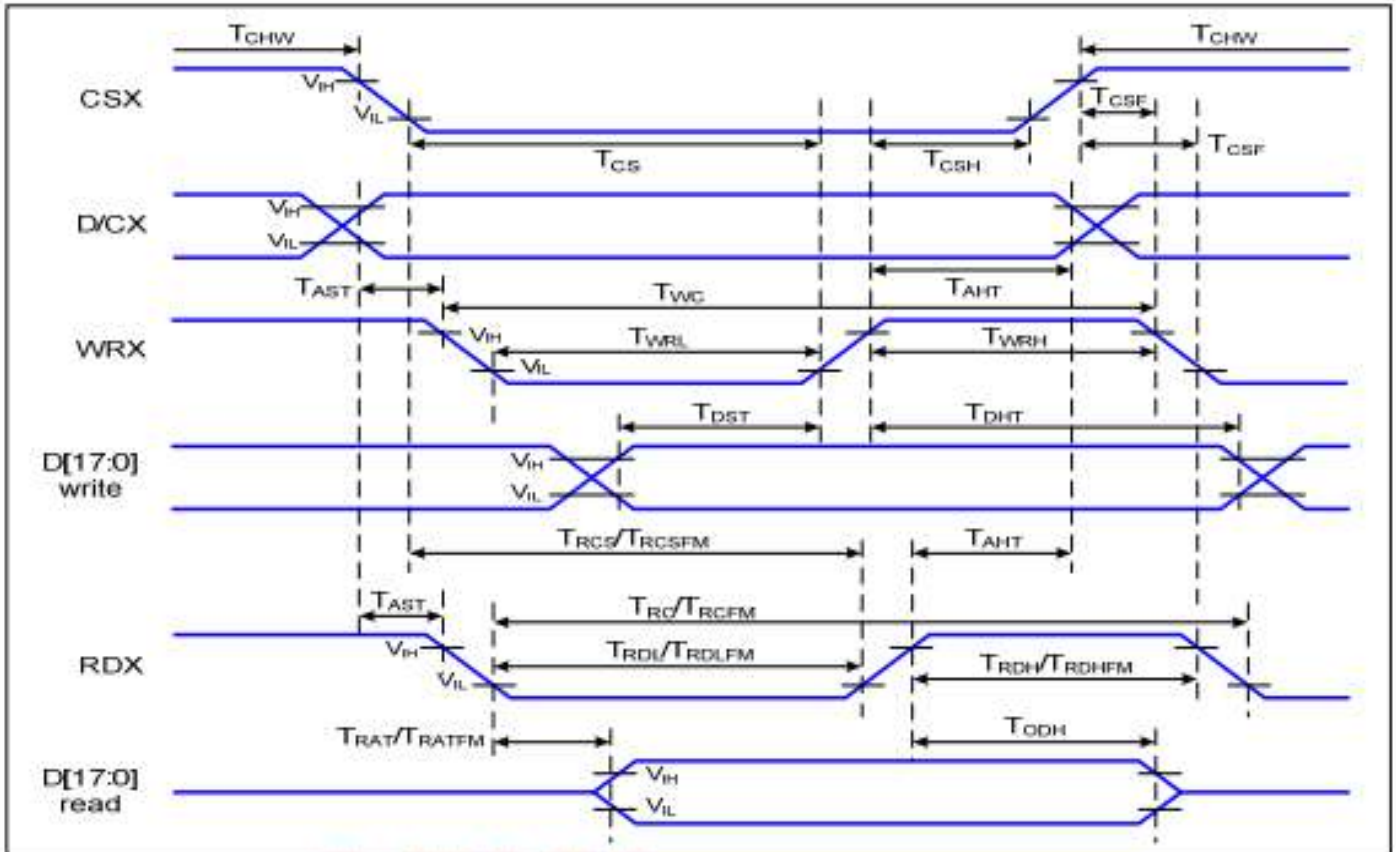 TCHW TCHW
VIH
CSX
TCSF
VIL
TCSF
TCS TCSH
VIH
D/CX
VIL
TAST TWC TAHT
VIH
WRX TWRL TWRH
VIL
TDST TDHT
D[17:0]
write
VIH
VIL
TRCS/TRCSFM TAHT
TAST TRC/TRCFM
VIH
RDX TRDL/TRDLFM TRDH/TRDHFM
VIL
TRAT/TRATFM TODH
D[17:0]
read
VIH
VIL